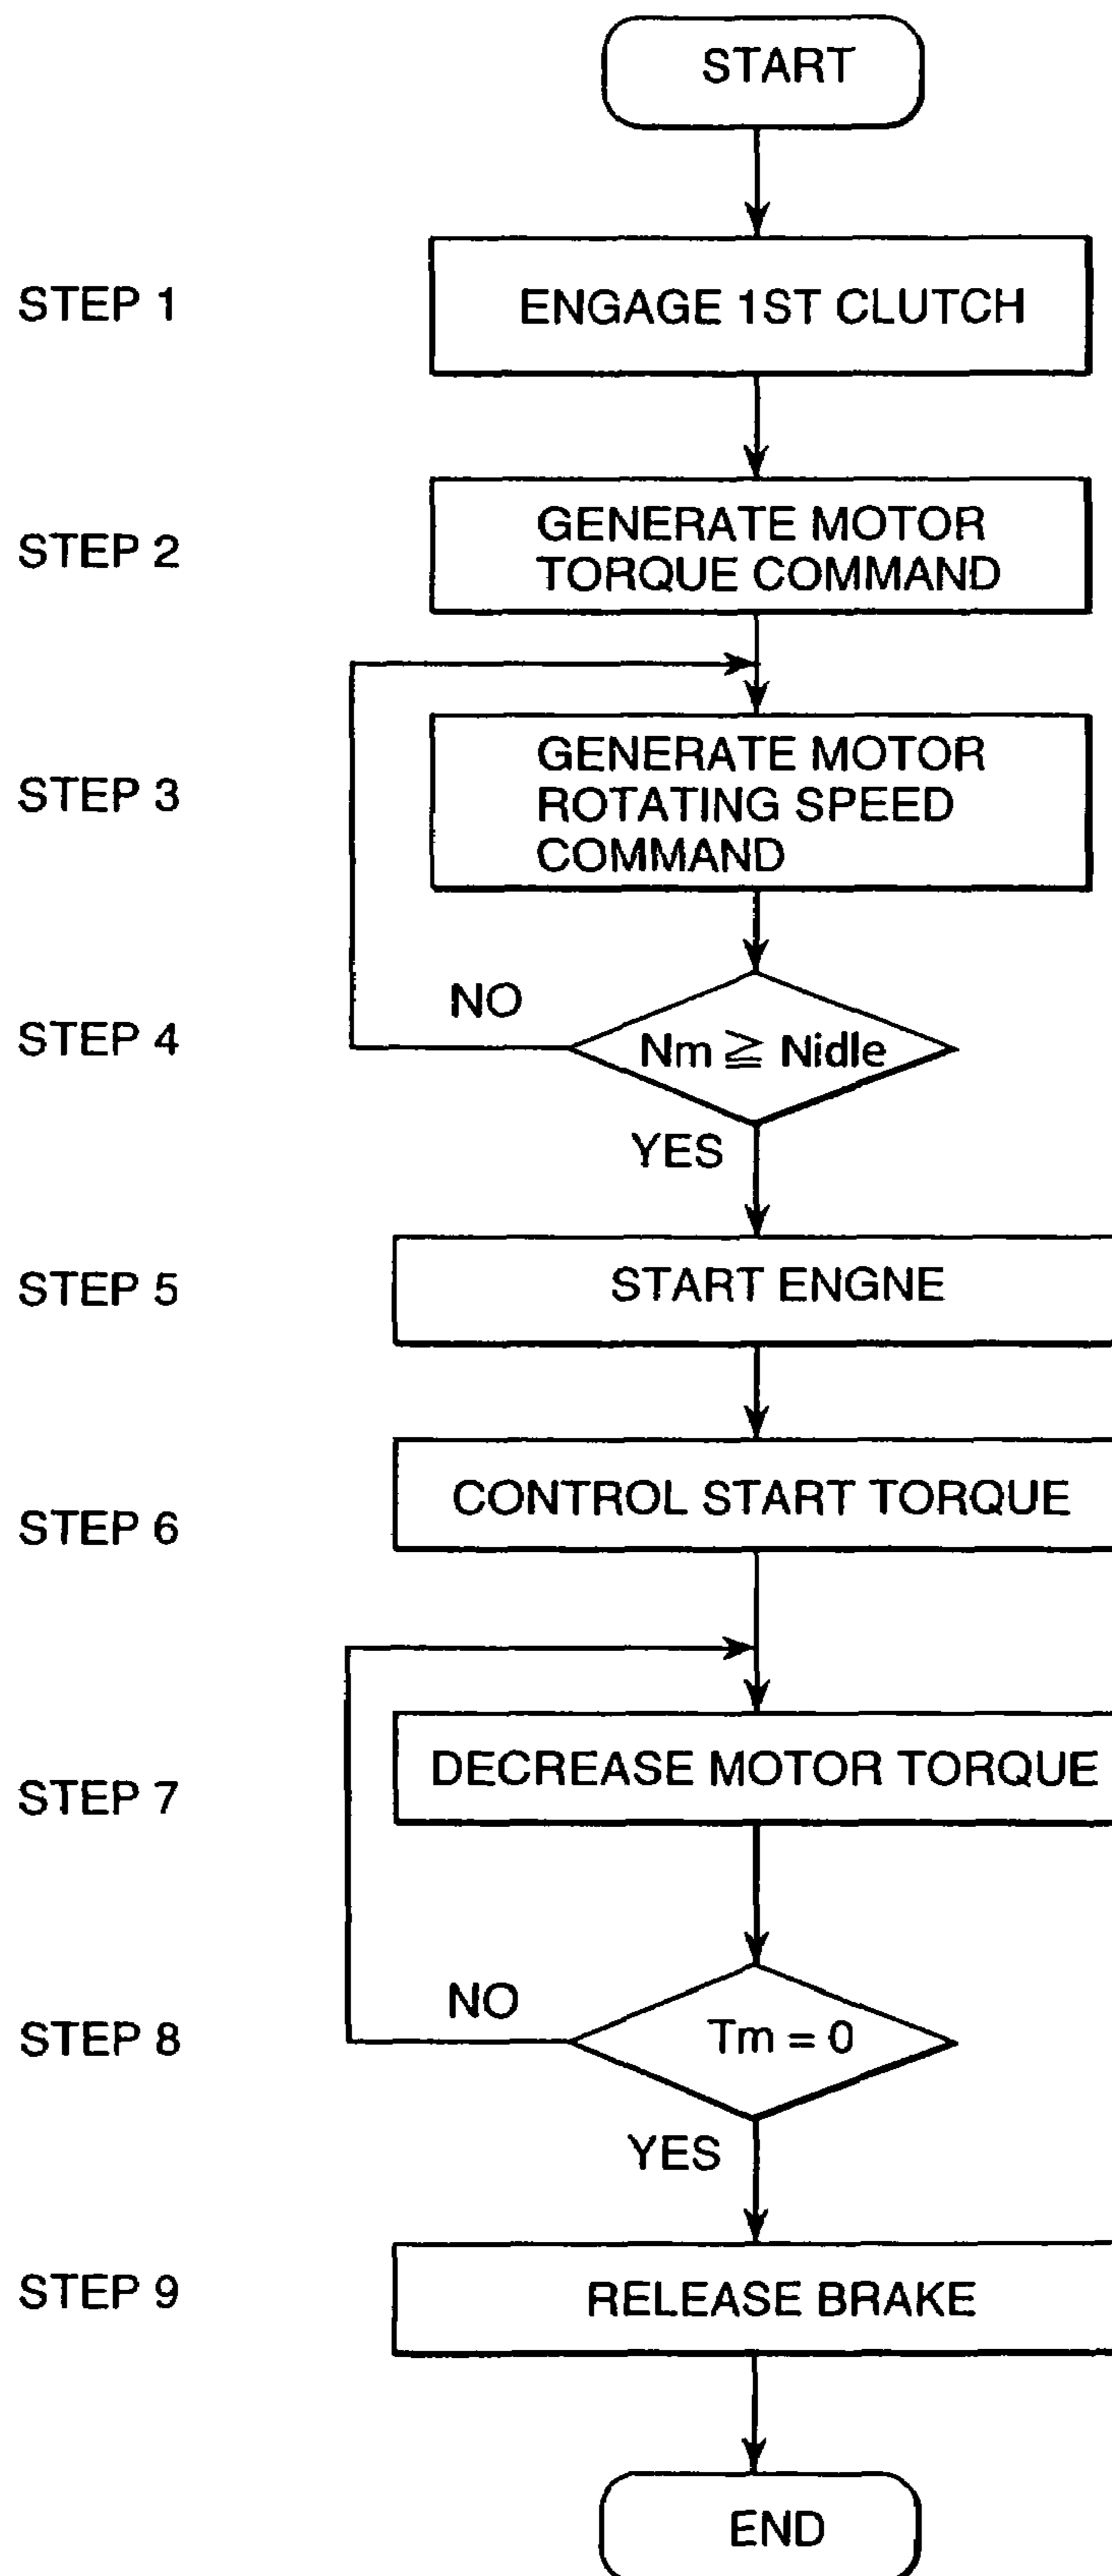 START
STEP 1
ENGAGE 1ST CLUTCH
STEP 2
GENERATE MOTOR
TORQUE COMMAND
STEP 3
GENERATE MOTOR
ROTATING SPEED
COMMAND
STEP 4
NO
Nm ≧ Nidle
YES
STEP 5
START ENGNE
STEP 6
CONTROL START TORQUE
STEP 7
DECREASE MOTOR TORQUE
STEP 8
NO
Tm = 0
YES
STEP 9
RELEASE BRAKE
END